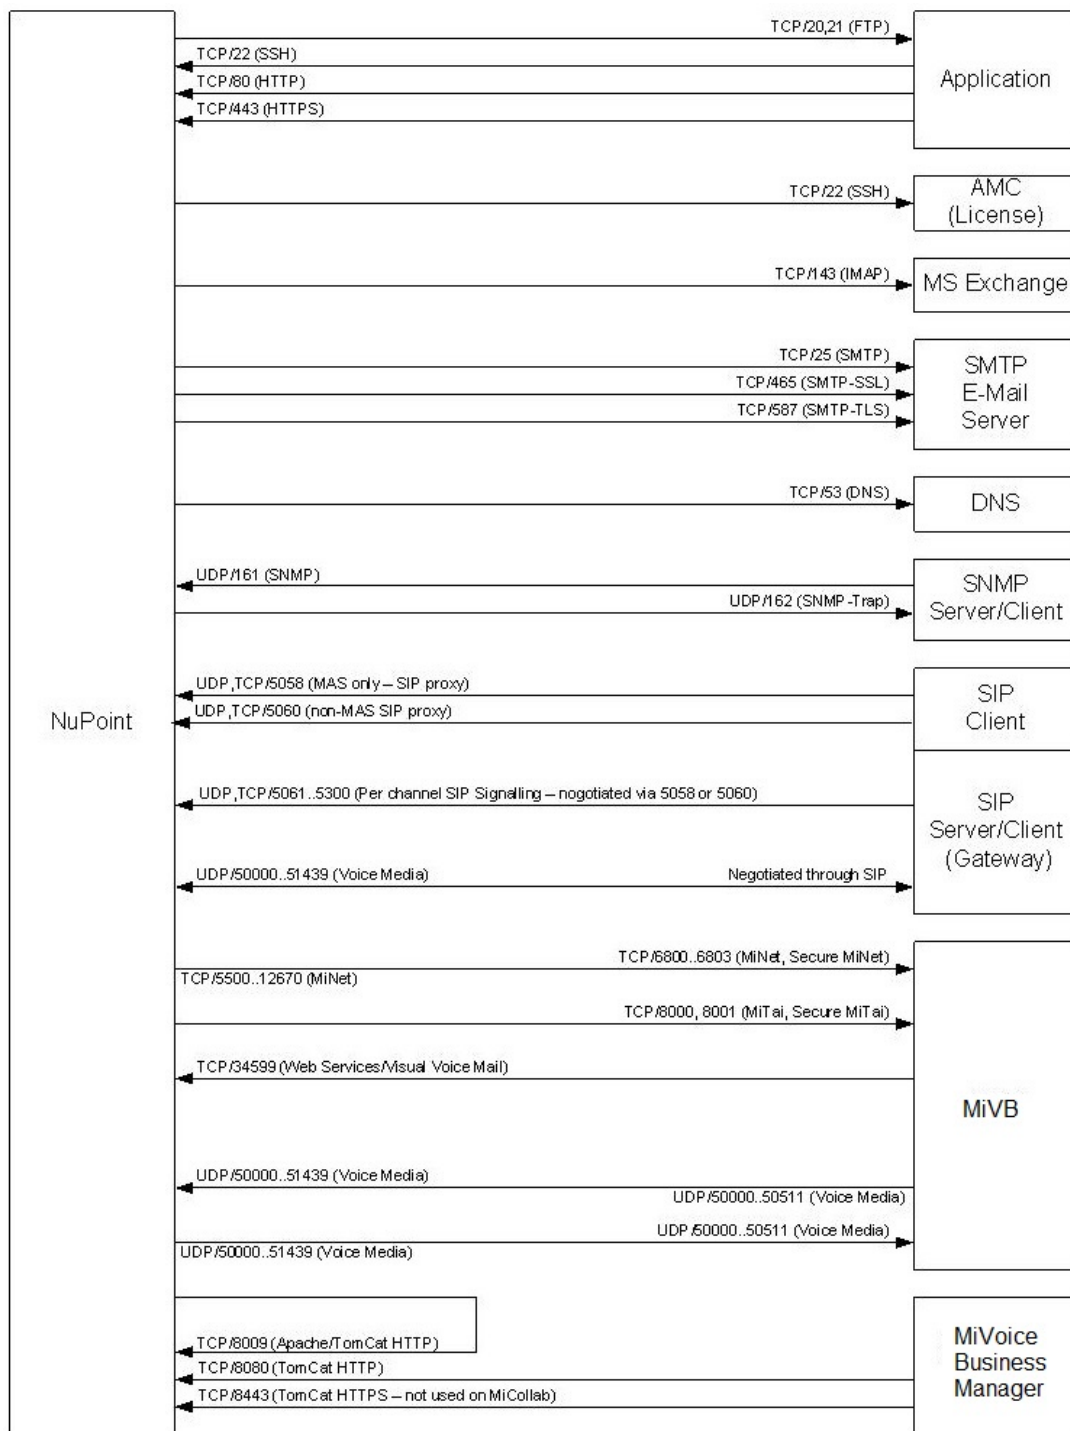 TCP/20,21 (FTP)
TCP/22 (SSH)
TCP/80 (HTTP)
Application
TCP/443 (HTTPS)
TCP/22 (SSH)
AMC
(License)
TCP/143 (IMAP)
MS Exchange
TCP/25 (SMTP)
SMTP
TCP/465 (SMTP-SSL)
E-Mail
TCP/587 (SMTP-TLS)
Server
TCP/53 (DNS)
DNS
UDP/161 (SNMP)
SNMP
UDP/162 (SNMP-Trap)
Server/Client
UDP,TCP/5058 (MAS only – SIP proxy)
SIP
UDP,TCP/5060 (non-MAS SIP proxy)
Client
NuPoint
UDP,TCP/5061..5300 (Per channel SIP Signalling – nogotiated via 5058 or 5060)
SIP
Server/Client
(Gateway)
UDP/50000..51439 (Voice Media)
Negotiated through SIP
TCP/6800..6803 (MiNet, Secure MiNet)
TCP/5500..12670 (MiNet)
TCP/8000, 8001 (MiTai, Secure MiTai)
TCP/34599 (Web Services/Visual Voice Mail)
MiVB
UDP/50000..51439 (Voice Media)
UDP/50000..50511 (Voice Media)
UDP/50000..50511 (Voice Media)
UDP/50000..51439 (Voice Media)
TCP/8009 (Apache/TomCat HTTP)
MiVoice
TCP/8080 (TomCat HTTP)
Business
TCP/8443 (TomCat HTTPS – not used on MiCollab)
Manager